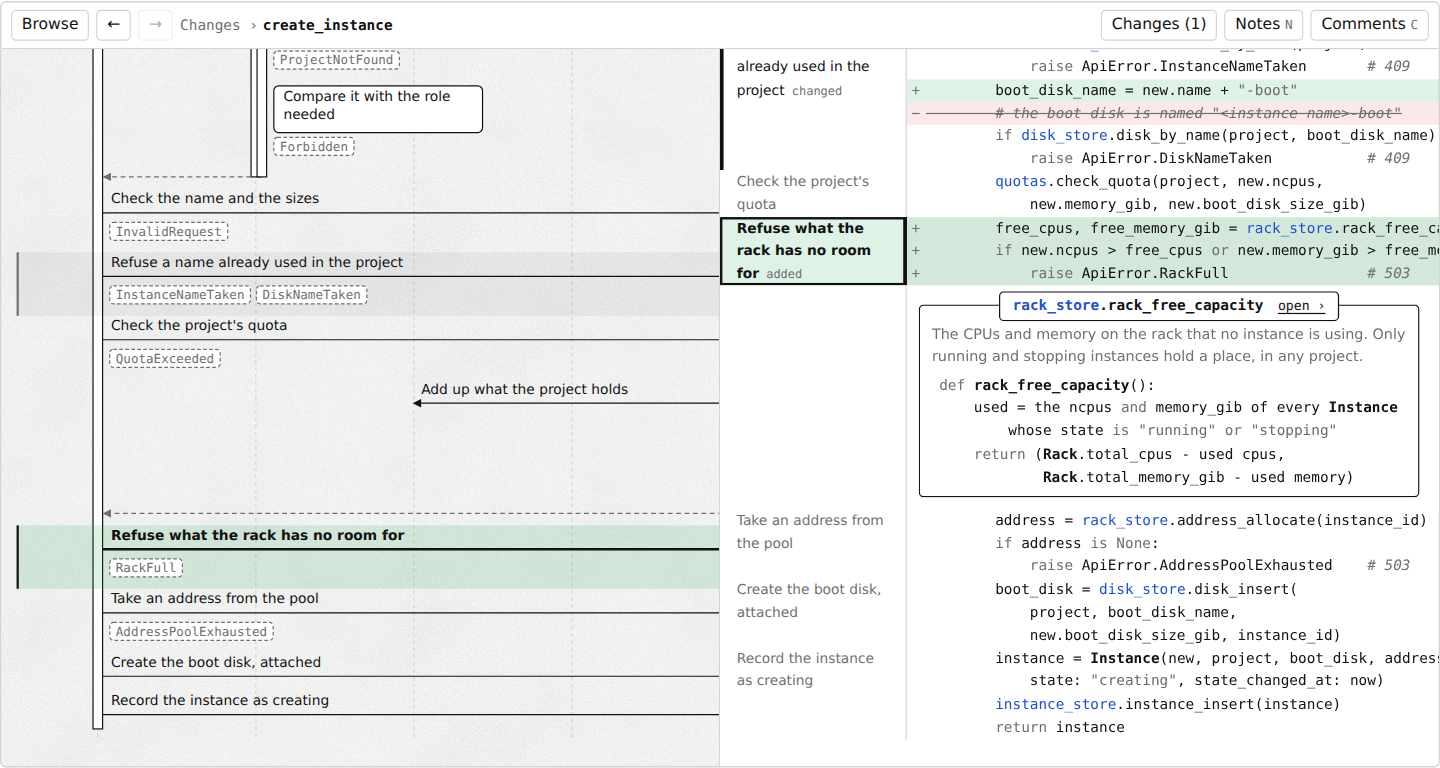 Browse ← → Changes › create_instance Changes (1) Notes N Comments C
ProjectNotFound
Compare it with the role
needed
Forbidden
Check the name and the sizes
InvalidRequest
Refuse a name already used in the project
InstanceNameTaken DiskNameTaken
Check the project's quota
QuotaExceeded
Add up what the project holds
Refuse what the rack has no room for
RackFull
Take an address from the pool
AddressPoolExhausted
Create the boot disk, attached
Record the instance as creating
already used in the
project changed
Check the project's
quota
Refuse what the
rack has no room
for added
Take an address from
the pool
Create the boot disk,
attached
Record the instance
as creating
raise ApiError.InstanceNameTaken # 409
+ boot_disk_name = new.name + "-boot"
− # the boot disk is named "<instance name>-boot"
if disk_store.disk_by_name(project, boot_disk_name)
raise ApiError.DiskNameTaken # 409
quotas.check_quota(project, new.ncpus,
new.memory_gib, new.boot_disk_size_gib)
+ free_cpus, free_memory_gib = rack_store.rack_free_ca
+ if new.ncpus > free_cpus or new.memory_gib > free_me
+ raise ApiError.RackFull # 503
rack_store.rack_free_capacity open ›
The CPUs and memory on the rack that no instance is using. Only
running and stopping instances hold a place, in any project.
def rack_free_capacity():
used = the ncpus and memory_gib of every Instance
whose state is "running" or "stopping"
return (Rack.total_cpus - used cpus,
Rack.total_memory_gib - used memory)
address = rack_store.address_allocate(instance_id)
if address is None:
raise ApiError.AddressPoolExhausted # 503
boot_disk = disk_store.disk_insert(
project, boot_disk_name,
new.boot_disk_size_gib, instance_id)
instance = Instance(new, project, boot_disk, address
state: "creating", state_changed_at: now)
instance_store.instance_insert(instance)
return instance